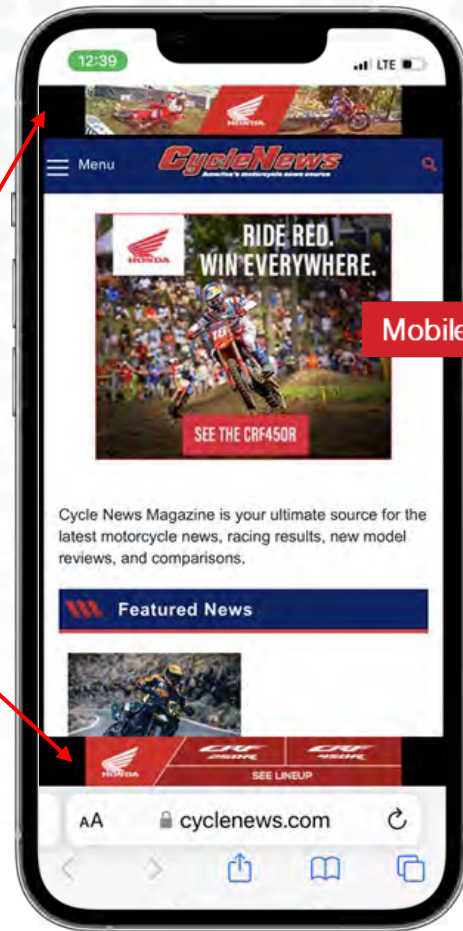 12:39
LTE
HONDA
Menu
CycleNews
America's motorcycle news source
HONDA
RIDE RED.
WIN EVERYWHERE.
18
Mobile
SEE THE CRF450R
Cycle News Magazine is your ultimate source for the
latest motorcycle news, racing results, new model
reviews, and comparisons.
Featured News
HONDA
CRF
250R
CRF
450R
SEE LINEUP
AA
cyclenews.com